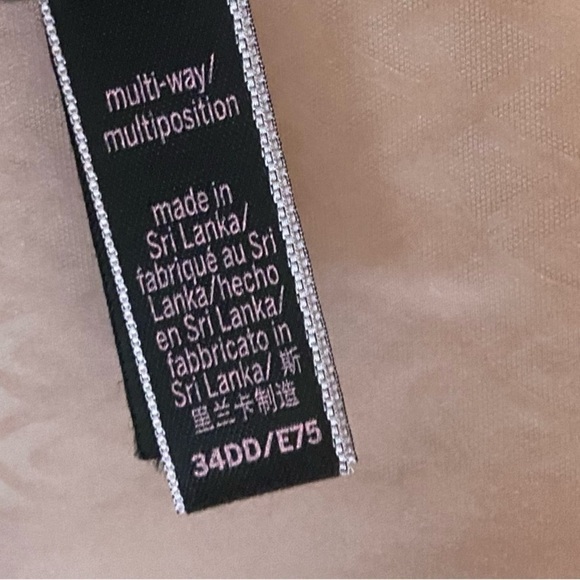 multi-way/
multiposition
made in
Sri Lanka/
fabriqué au Sri
Lanka/hecho
en Sri Lanka/
fabbricato in
Sri Lanka/ 斯
里兰卡制造
34DD/E75